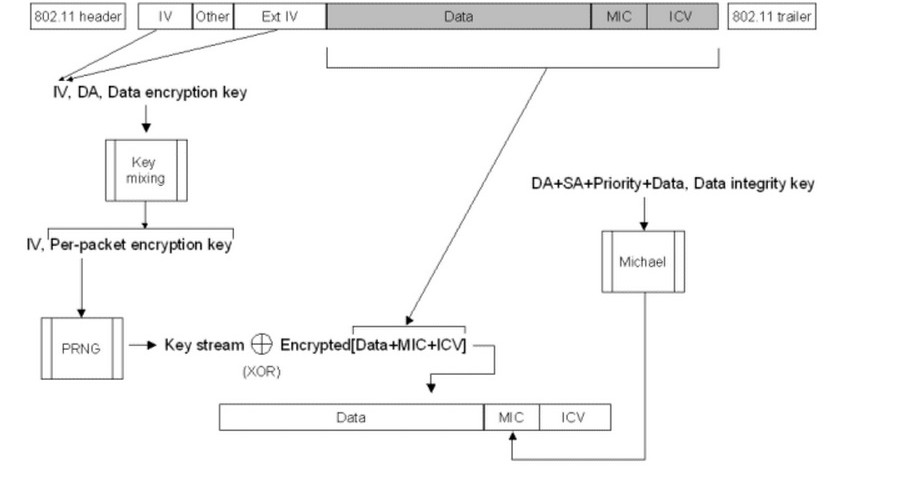 802.11 header IV Other Ext IV Data MIC ICV 802.11 trailer
IV, DA, Data encryption key
Key
mixing
DA+SA+Priority+Data, Data integrity key
IV, Per-packet encryption key
Michael
PRNG
Key stream ⊕ Encrypted[Data+MIC+ICV]
(XOR)
Data MIC ICV